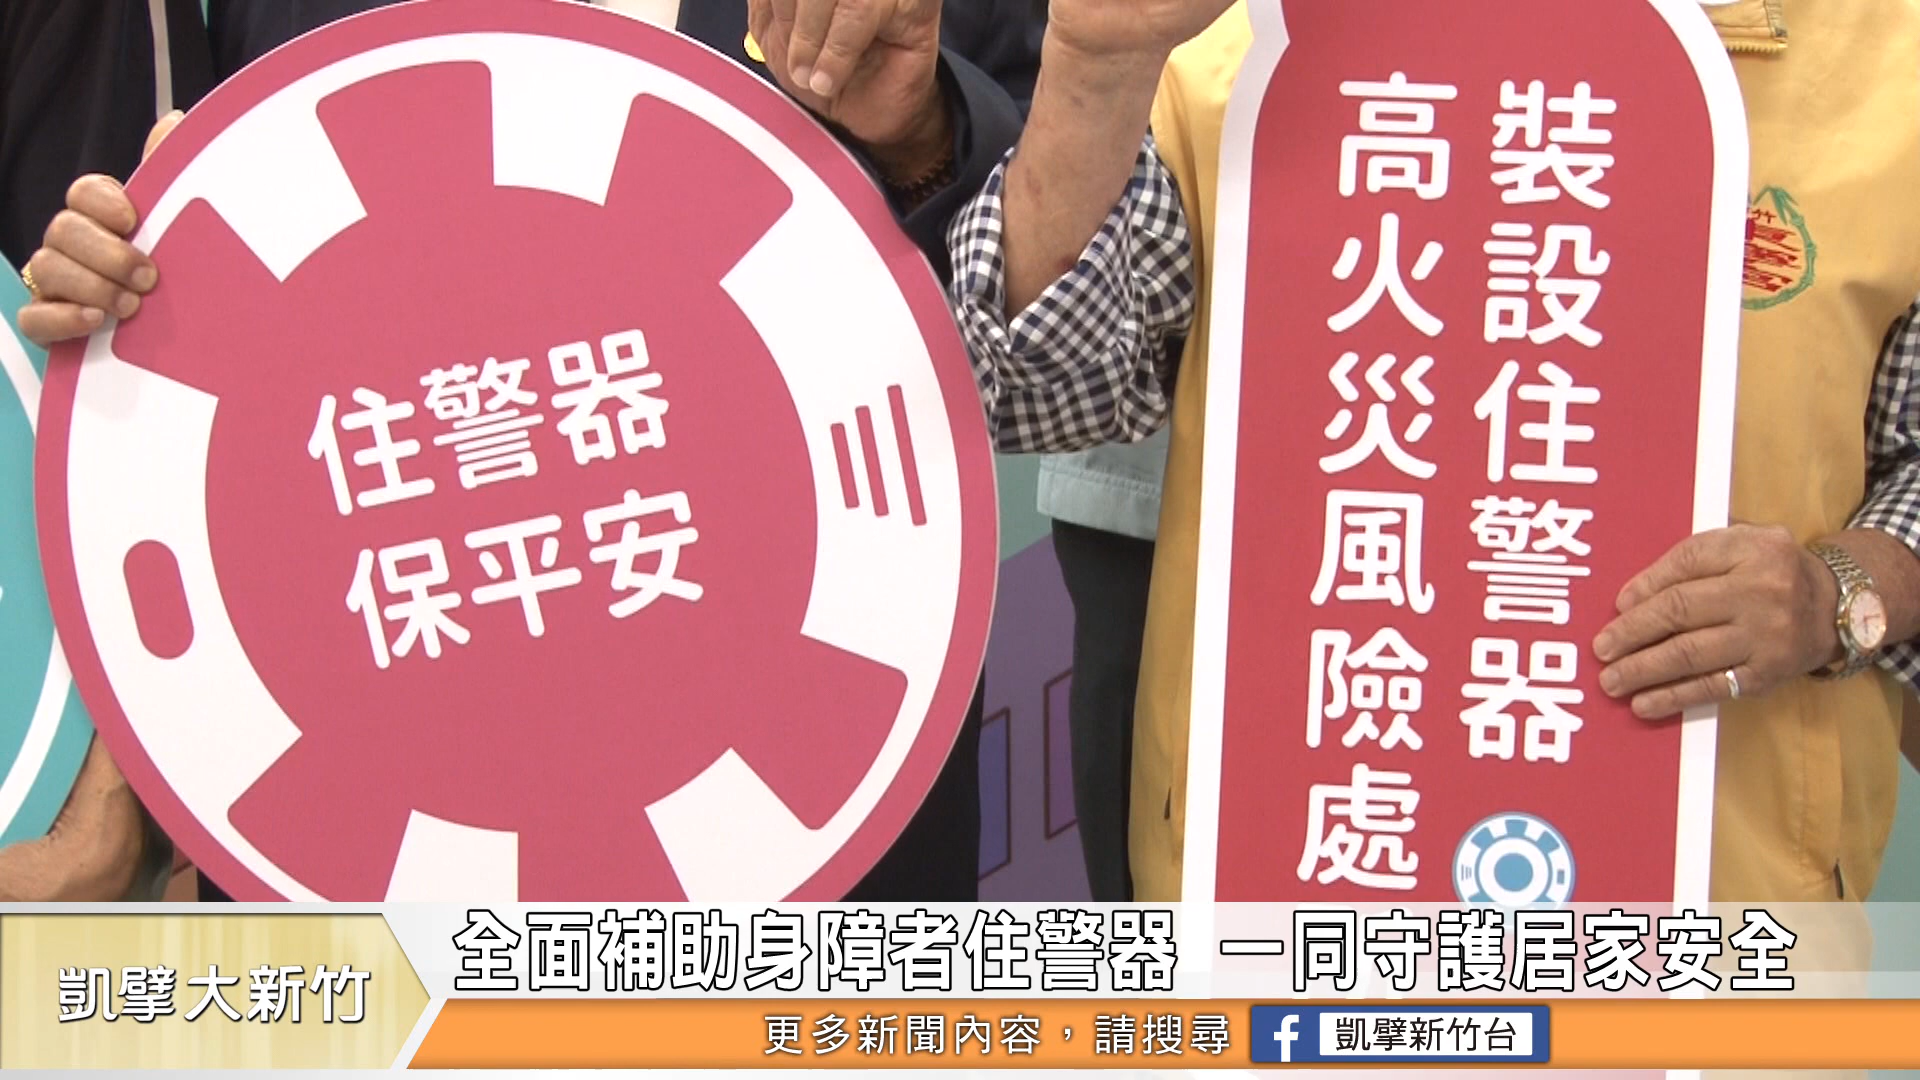 住警器
保平安
裝設住警器
高火災風險處
竹
全面補助身障者住警器 一同守護居家安全
凱擘大新竹
更多新聞內容，請搜尋
凱擘新竹台